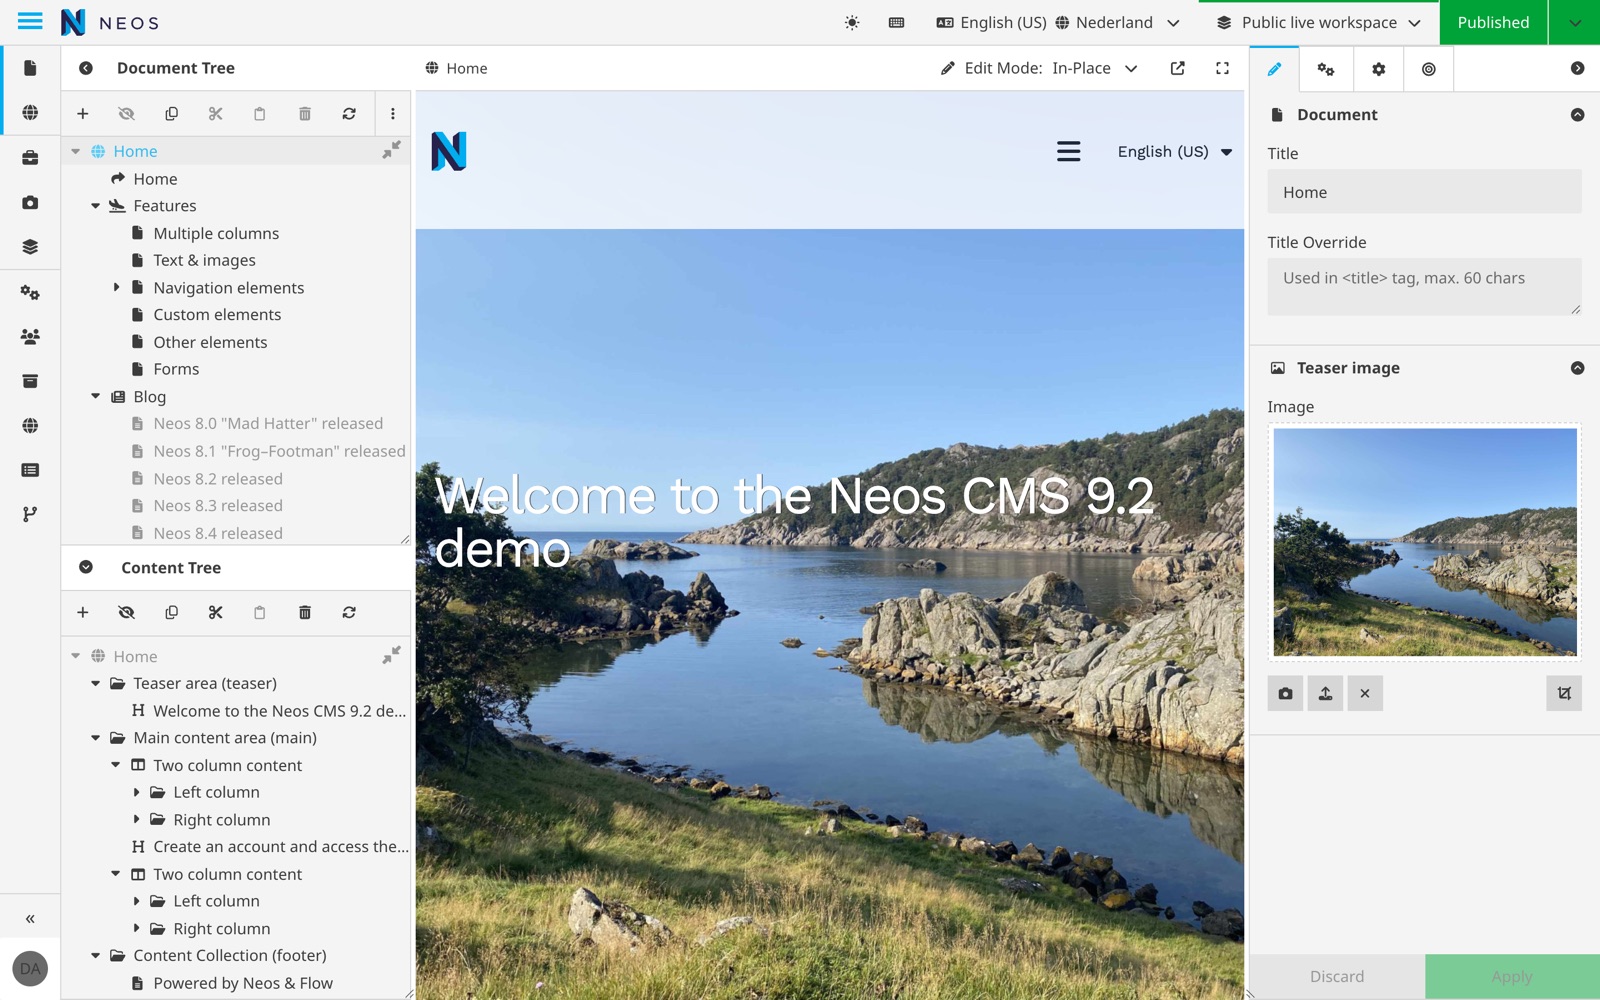 NEOS
English (US) Nederland
Public live workspace
Published
Document Tree
Home
Edit Mode: In-Place
Home
Home
Features
Multiple columns
Text & images
Navigation elements
Custom elements
Other elements
Forms
Blog
Neos 8.0 "Mad Hatter" released
Neos 8.1 "Frog–Footman" released
Neos 8.2 released
Neos 8.3 released
Neos 8.4 released
Content Tree
Home
Teaser area (teaser)
Welcome to the Neos CMS 9.2 de...
Main content area (main)
Two column content
Left column
Right column
Create an account and access the...
Two column content
Left column
Right column
Content Collection (footer)
Powered by Neos & Flow
DA
English (US)
Welcome to the Neos CMS 9.2
demo
Document
Title
Home
Title Override
Used in <title> tag, max. 60 chars
Teaser image
Image
Discard
Apply